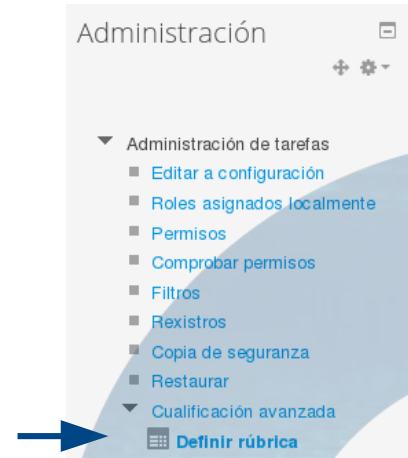 Administración
Administración de tarefas
Editar a configuración
Roles asignados localmente
Permisos
Comprobar permisos
Filtros
Rexistros
Copia de seguranza
Restaurar
Cualificación avanzada
Definir rúbrica